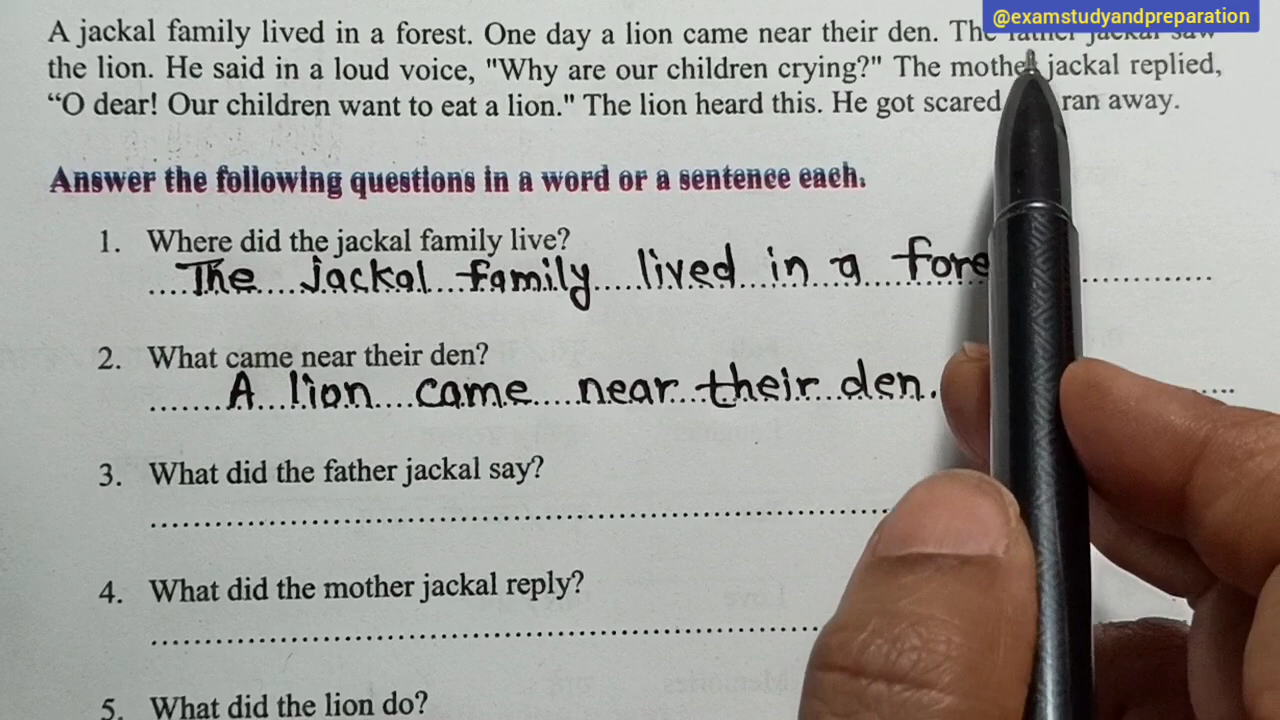 @examstudyandpreparation
A jackal family lived in a forest. One day a lion came near their den. The father jackal saw
the lion. He said in a loud voice, "Why are our children crying?" The mother jackal replied,
“O dear! Our children want to eat a lion." The lion heard this. He got scared ran away.
Answer the following questions in a word or a sentence each.
1. Where did the jackal family live?
The jackal family lived in a fore
2. What came near their den?
A lion came near their den.
3. What did the father jackal say?
4. What did the mother jackal reply?
5. What did the lion do?